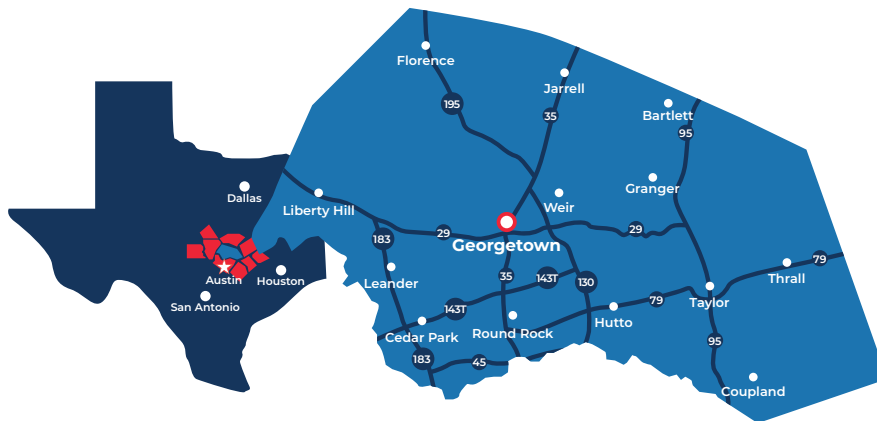 Florence
Jarrell
195
35
Bartlett
95
Dallas
Liberty Hill
Granger
Weir
183
29
29
Georgetown
79
Austin
Houston
San Antonio
Leander
35
143T
130
Thrall
143T
79
Taylor
Cedar Park
Round Rock
Hutto
183
45
95
Coupland